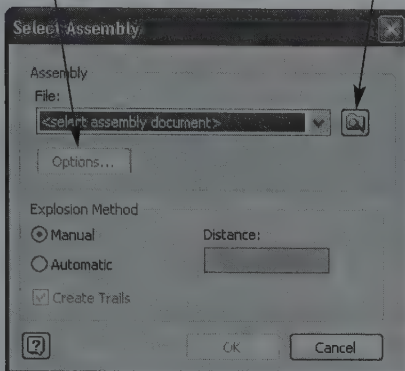 Select Assembly
Assembly
File:
<select assembly document>
Options...
Explosion Method
Manual
Distance:
Automatic
Create Trails
?
OK
Cancel